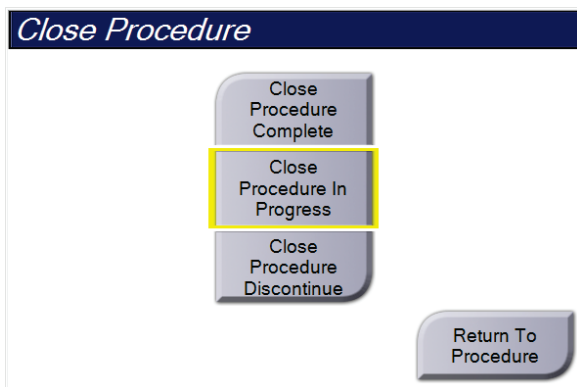 Close Procedure
Close
Procedure
Complete
Close
Procedure In
Progress
Close
Procedure
Discontinue
Return To
Procedure